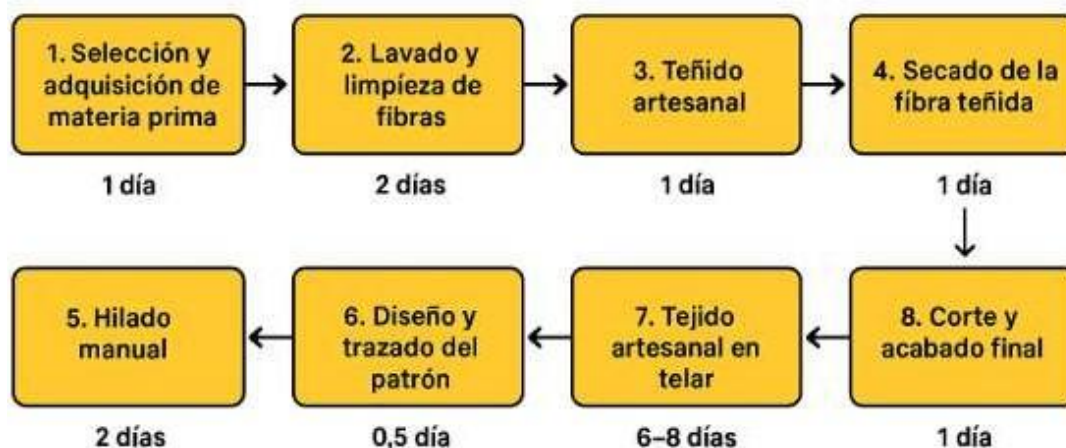 1. Selección y
adquisición de
materia prima
1 día
2. Lavado y
limpieza de
fibras
2 días
3. Teñido
artesanal
1 día
4. Secado de la
fibra teñida
1 día
5. Hilado
manual
2 días
6. Diseño y
trazado del
patrón
0,5 día
7. Tejido
artesanal en
telar
6–8 días
8. Corte y
acabado final
1 día